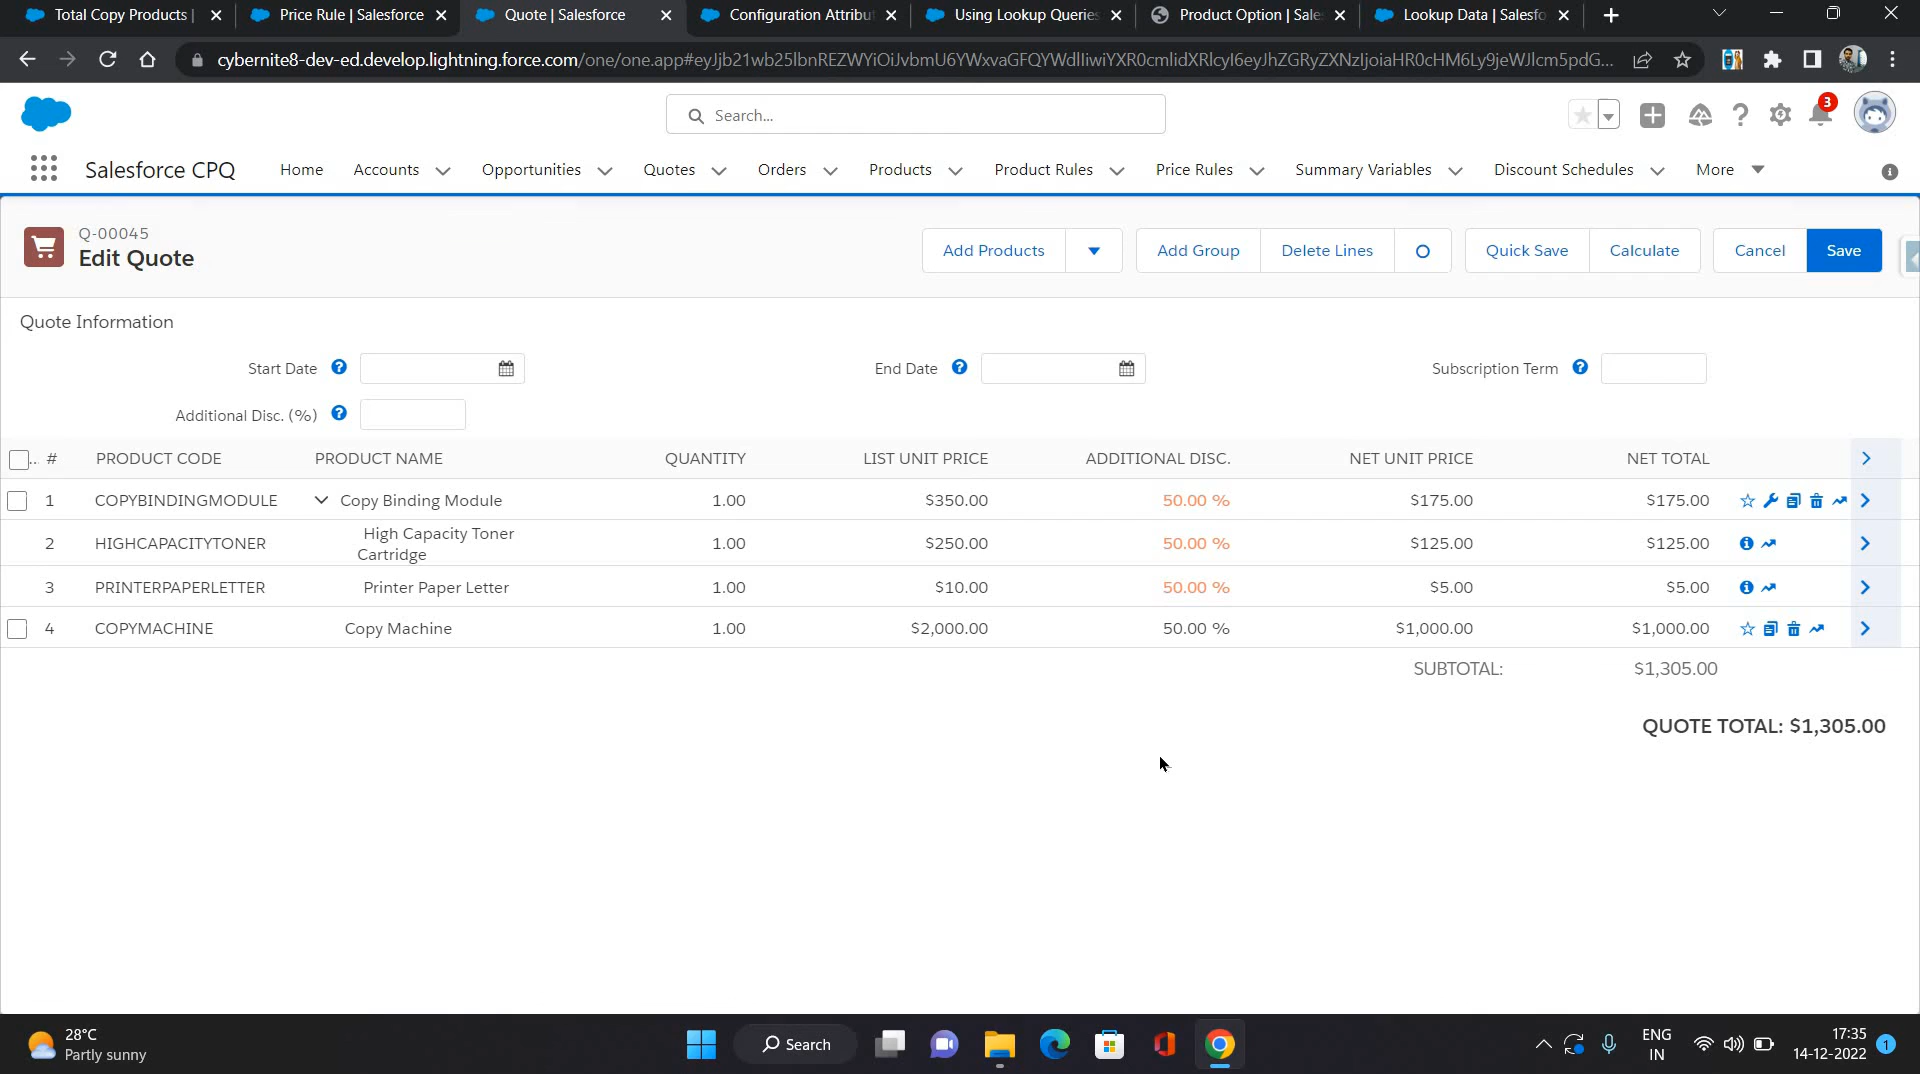 Total Copy Products |
Price Rule | Salesforce
Quote | Salesforce
Configuration Attribu
Using Lookup Queries
Product Option | Sale
Lookup Data | Salesfo
cybernite8-dev-ed.develop.lightning.force.com/one/one.app#eyJjb21wb25lbnREZWYiOiJvbmU6YWxvaGFQYWdlIiwiYXR0cmlidXRlcyI6eyJhZGRyZXNzIjoiaHR0cHM6Ly9jeWJlcm5pdG...
Search...
3
Salesforce CPQ
Home
Accounts
Opportunities
Quotes
Orders
Products
Product Rules
Price Rules
Summary Variables
Discount Schedules
More
Q-00045
Edit Quote
Add Products
Add Group
Delete Lines
Quick Save
Calculate
Cancel
Save
Quote Information
Start Date
End Date
Subscription Term
Additional Disc. (%)
... # PRODUCT CODE PRODUCT NAME QUANTITY LIST UNIT PRICE ADDITIONAL DISC. NET UNIT PRICE NET TOTAL
1 COPYBINDINGMODULE Copy Binding Module 1.00 $350.00 50.00 % $175.00 $175.00
2 HIGHCAPACITYTONER High Capacity Toner Cartridge 1.00 $250.00 50.00 % $125.00 $125.00
3 PRINTERPAPERLETTER Printer Paper Letter 1.00 $10.00 50.00 % $5.00 $5.00
4 COPYMACHINE Copy Machine 1.00 $2,000.00 50.00 % $1,000.00 $1,000.00
SUBTOTAL: $1,305.00
QUOTE TOTAL: $1,305.00
28°C
Partly sunny
Search
ENG
IN
17:35
14-12-2022
1